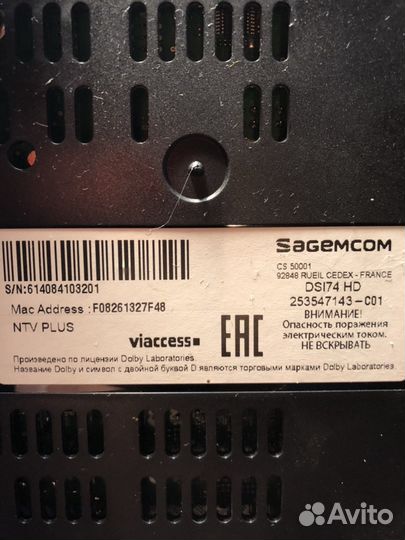 SAGEMCOM
CS 50001
92848 RUEIL CEDEX - FRANCE
S/N:614084103201
DSI74 HD
253547143-C01
Mac Address :F08261327F48
NTV PLUS
viaccess
EAC
ВНИМАНИЕ!
Опасность поражения
электрическим током.
НЕ ВСКРЫВАТЬ
Произведено по лицензии Dolby Laboratories.
Название Dolby и символ с двойной буквой D являются торговыми марками Dolby Laboratories.
Avito